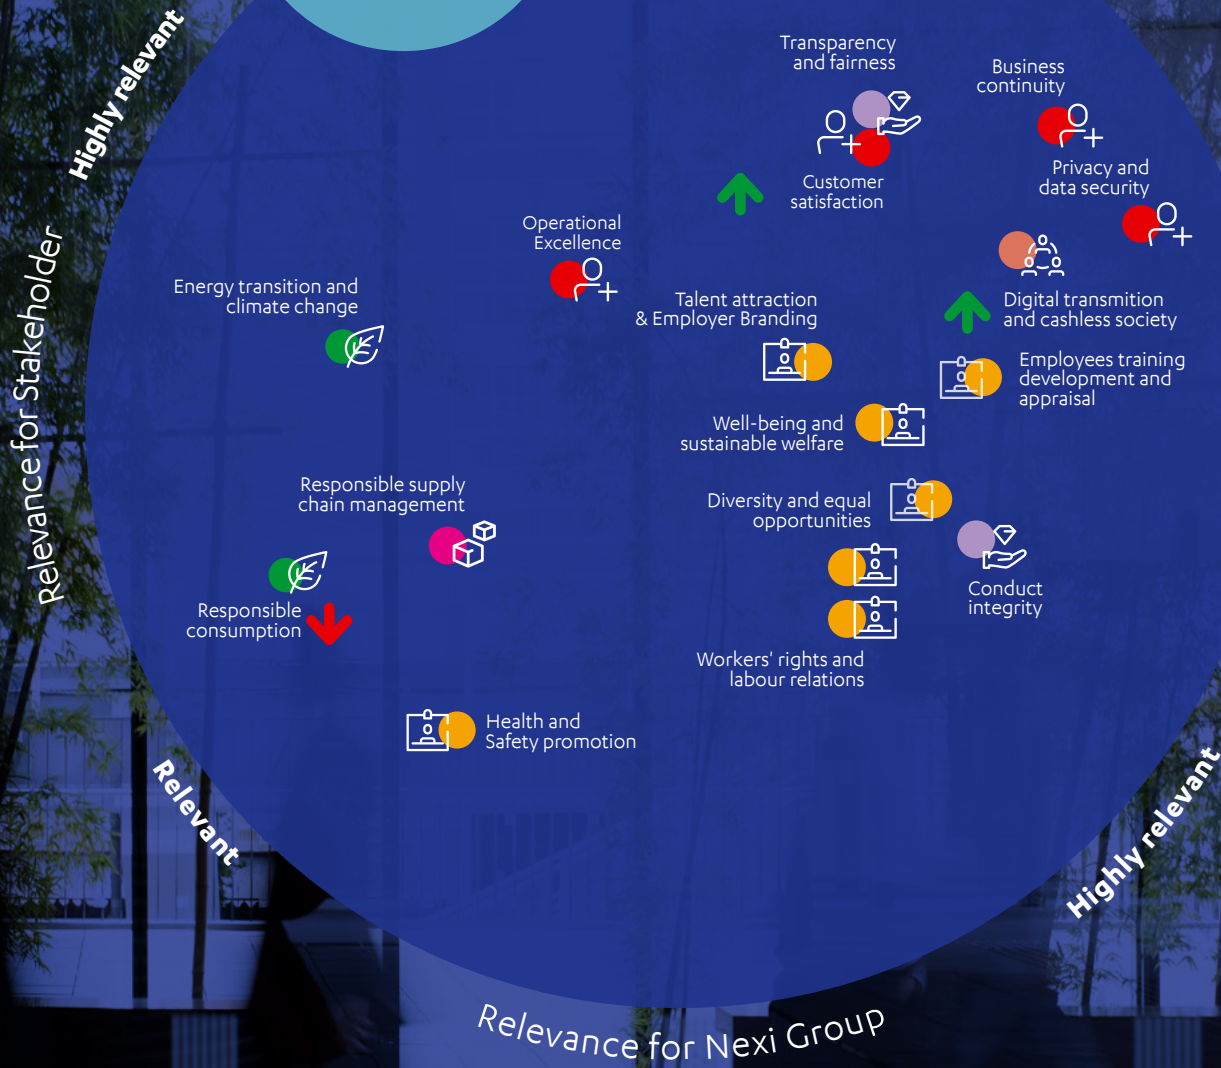 Highly relevant
Relevance for Stakeholder
Relevant
Transparency
and fairness
Business
continuity
Privacy and
data security
Customer
satisfaction
Operational
Excellence
Energy transition and
climate change
Talent attraction
& Employer Branding
Digital transmition
and cashless society
Employees training
development and
appraisal
Well-being and
sustainable welfare
Responsible supply
chain management
Diversity and equal
opportunities
Conduct
integrity
Responsible
consumption
Workers' rights and
labour relations
Health and
Safety promotion
Highly relevant
Relevance for Nexi Group